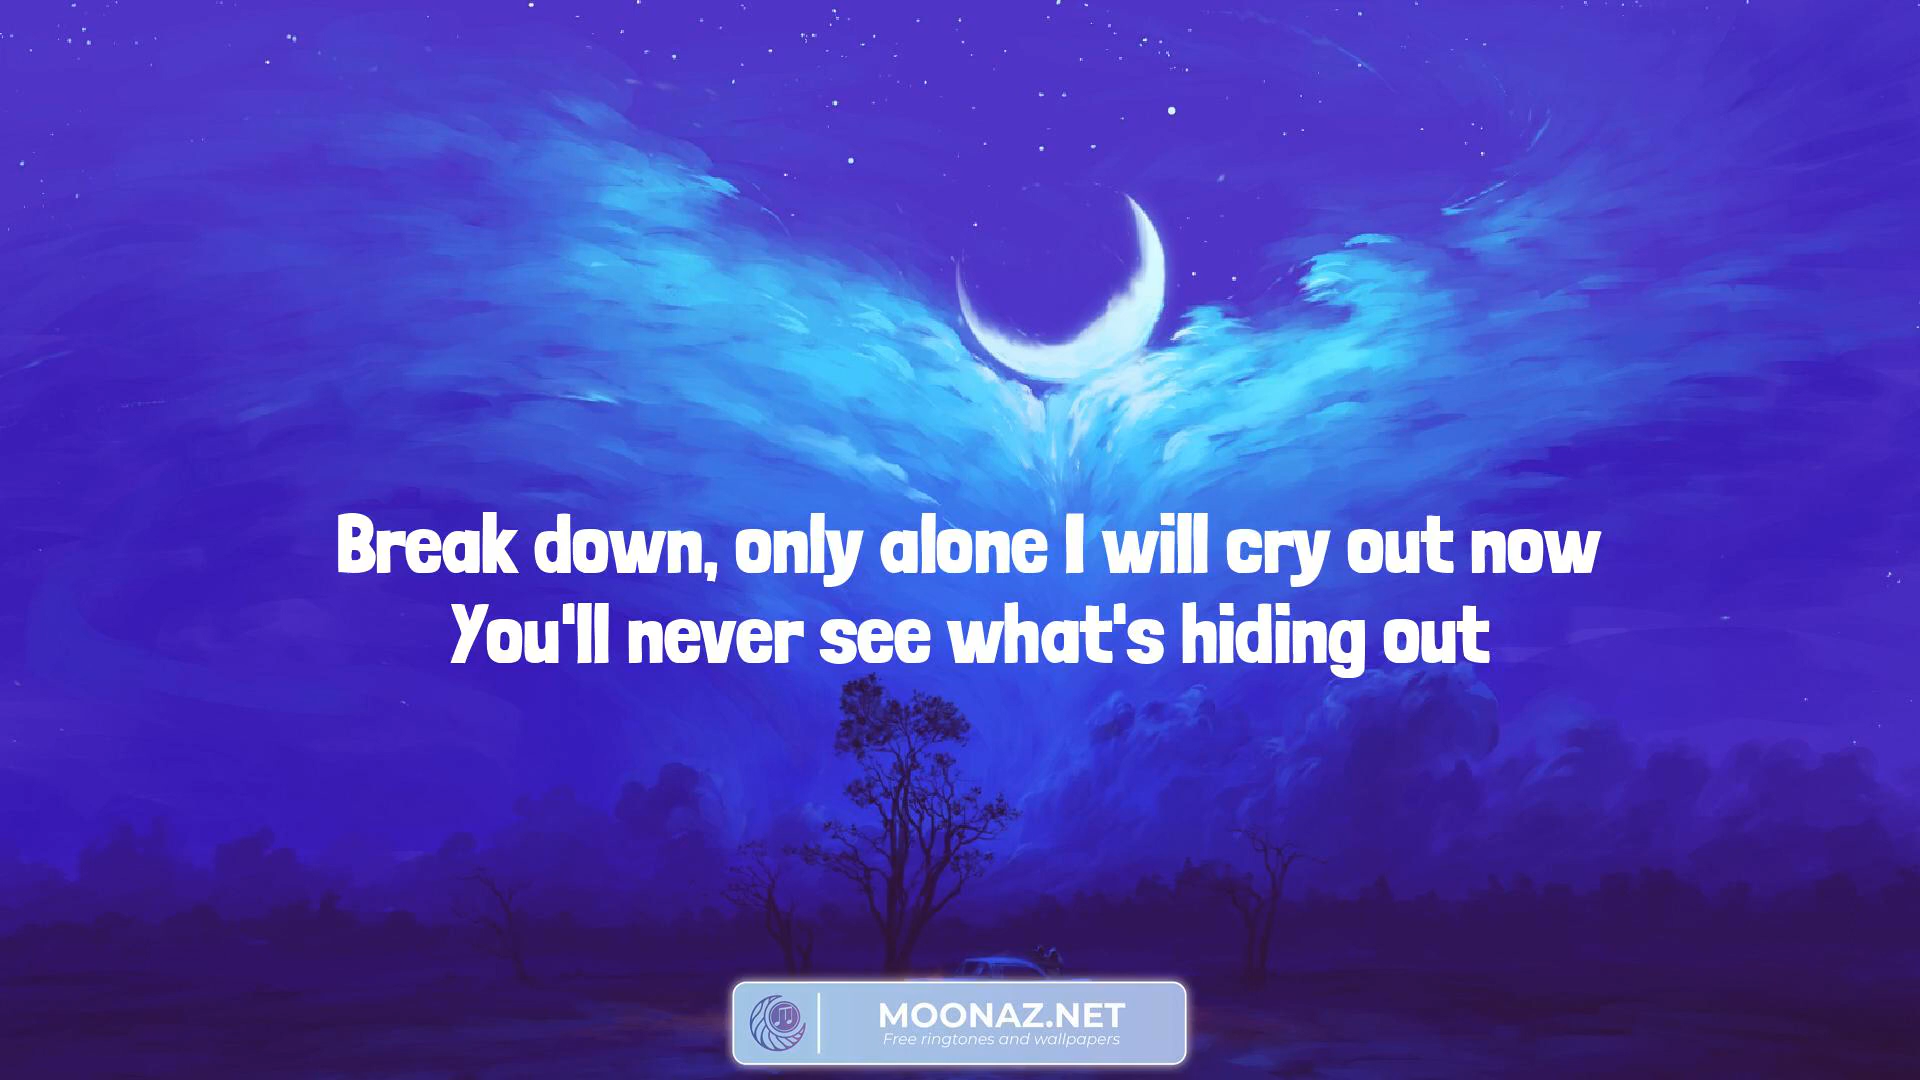 Break down, only alone I will cry out now
You'll never see what's hiding out
MOONAZ.NET
Free ringtones and wallpapers